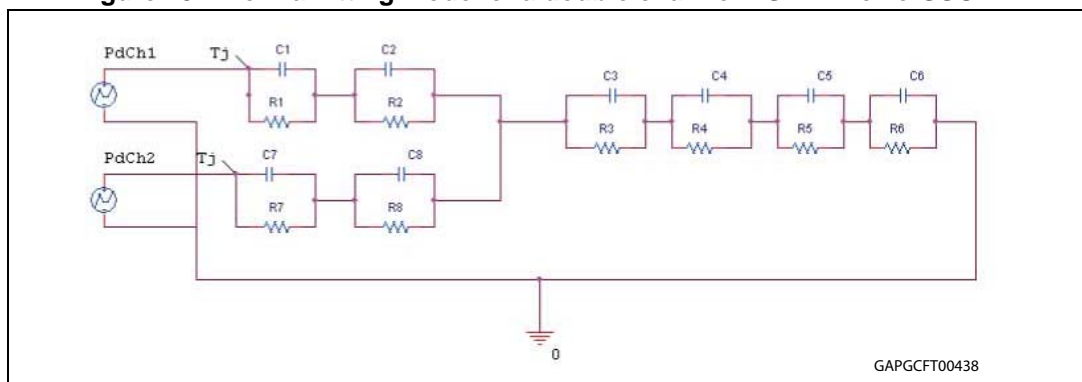 PdCh1
Tj
C1
C2
R1
R2
C3
C4
C5
C6
R3
R4
R5
R6
PdCh2
Tj
C7
C8
R7
R8
0
GAPGCFT00438